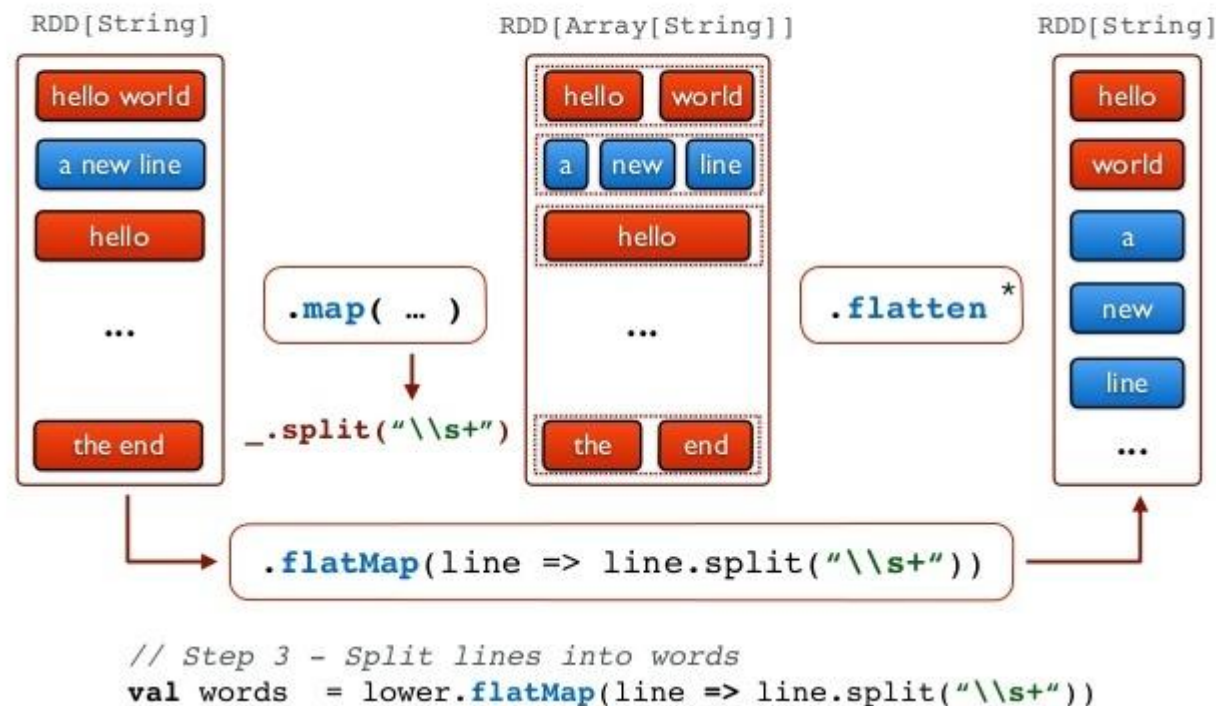 RDD[String]
RDD[Array[String]]
RDD[String]
hello world
a new line
hello
...
the end
.map( … )
_.split(“\\s+”)
hello world
a new line
hello
...
the end
.flatten *
hello
world
a
new
line
...
.flatMap(line => line.split(“\\s+“))
// Step 3 - Split lines into words
val words = lower.flatMap(line => line.split(“\\s+“))